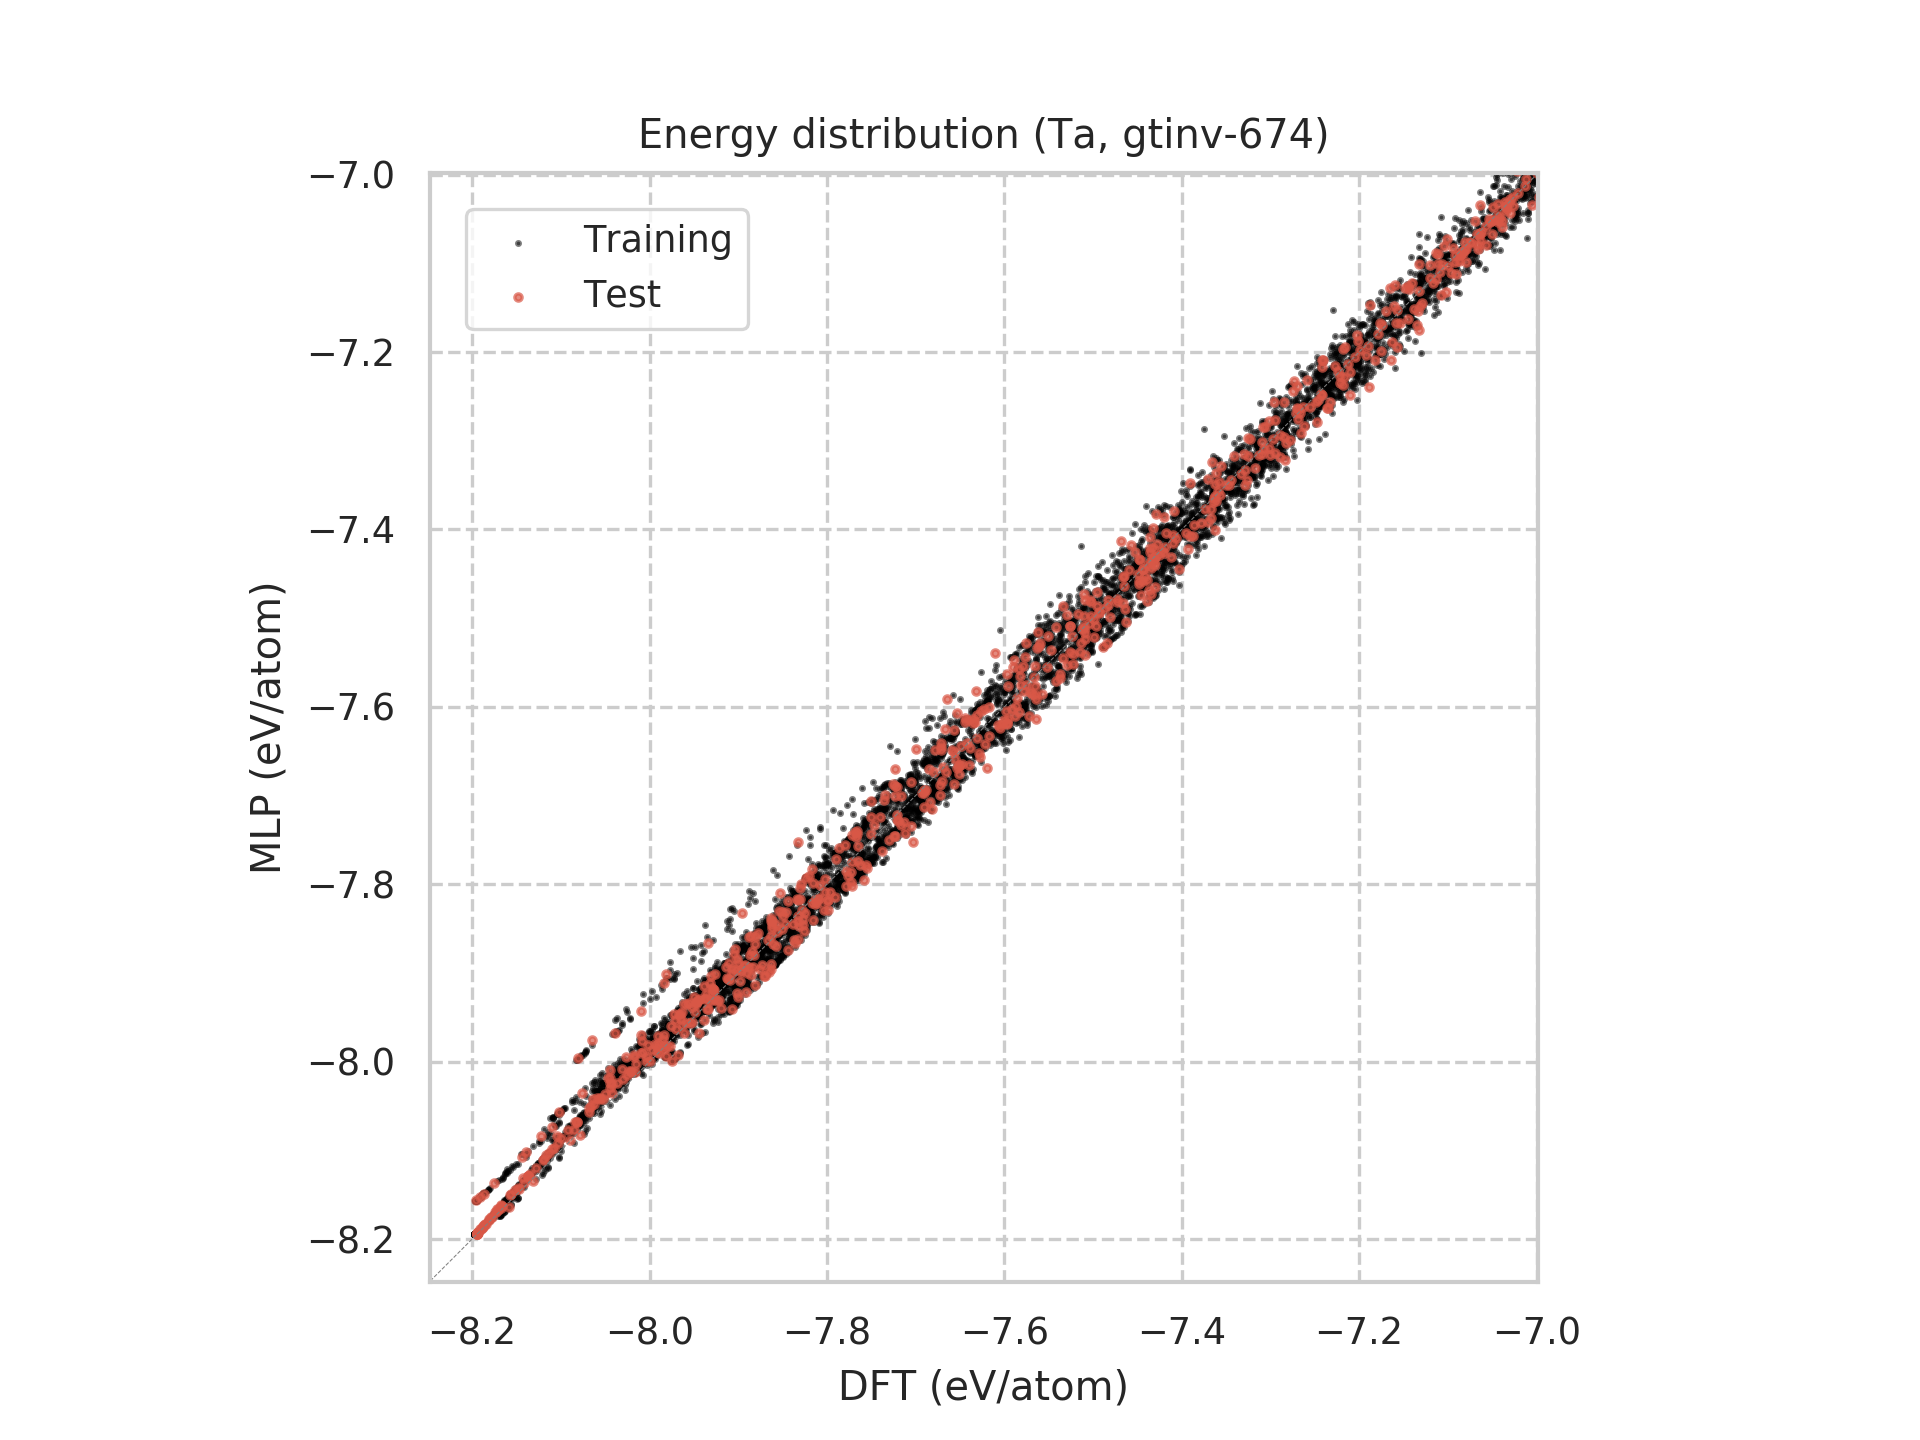 Energy distribution (Ta, gtinv-674)
−7.0
−7.2
−7.4
−7.6
−7.8
−8.0
−8.2
MLP (eV/atom)
Training
Test
−8.2 −8.0 −7.8 −7.6 −7.4 −7.2 −7.0
DFT (eV/atom)